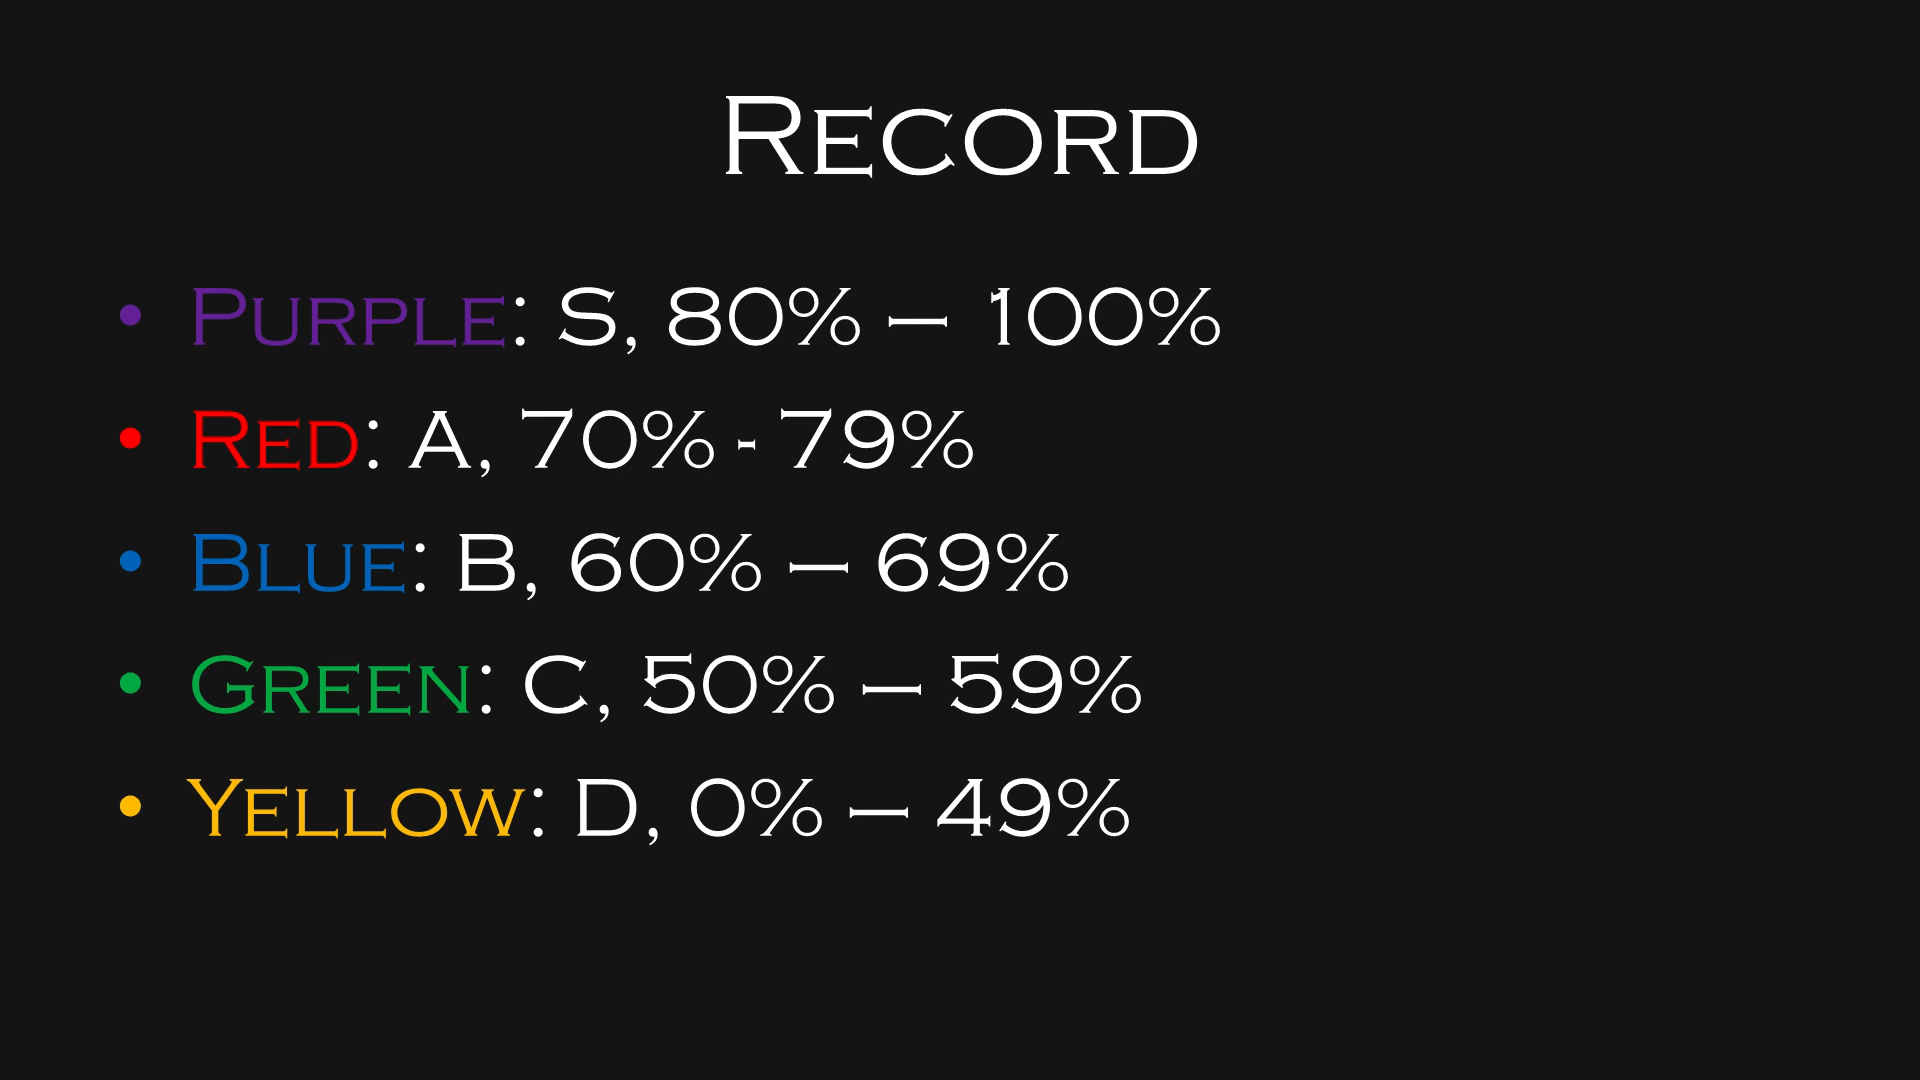 Record
• Purple: S, 80% – 100%
• Red: A, 70% - 79%
• Blue: B, 60% – 69%
• Green: C, 50% – 59%
• Yellow: D, 0% – 49%